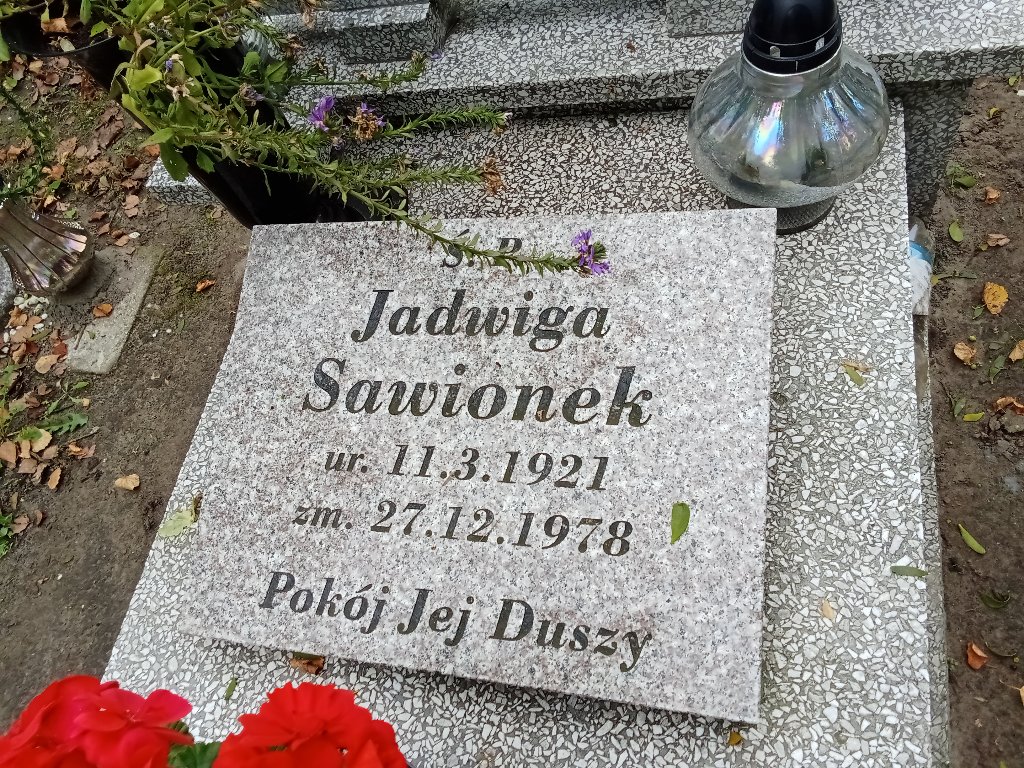 Ś. P.
Jadwiga
Sawionek
ur. 11.3.1921
zm. 27.12.1978
Pokój Jej Duszy